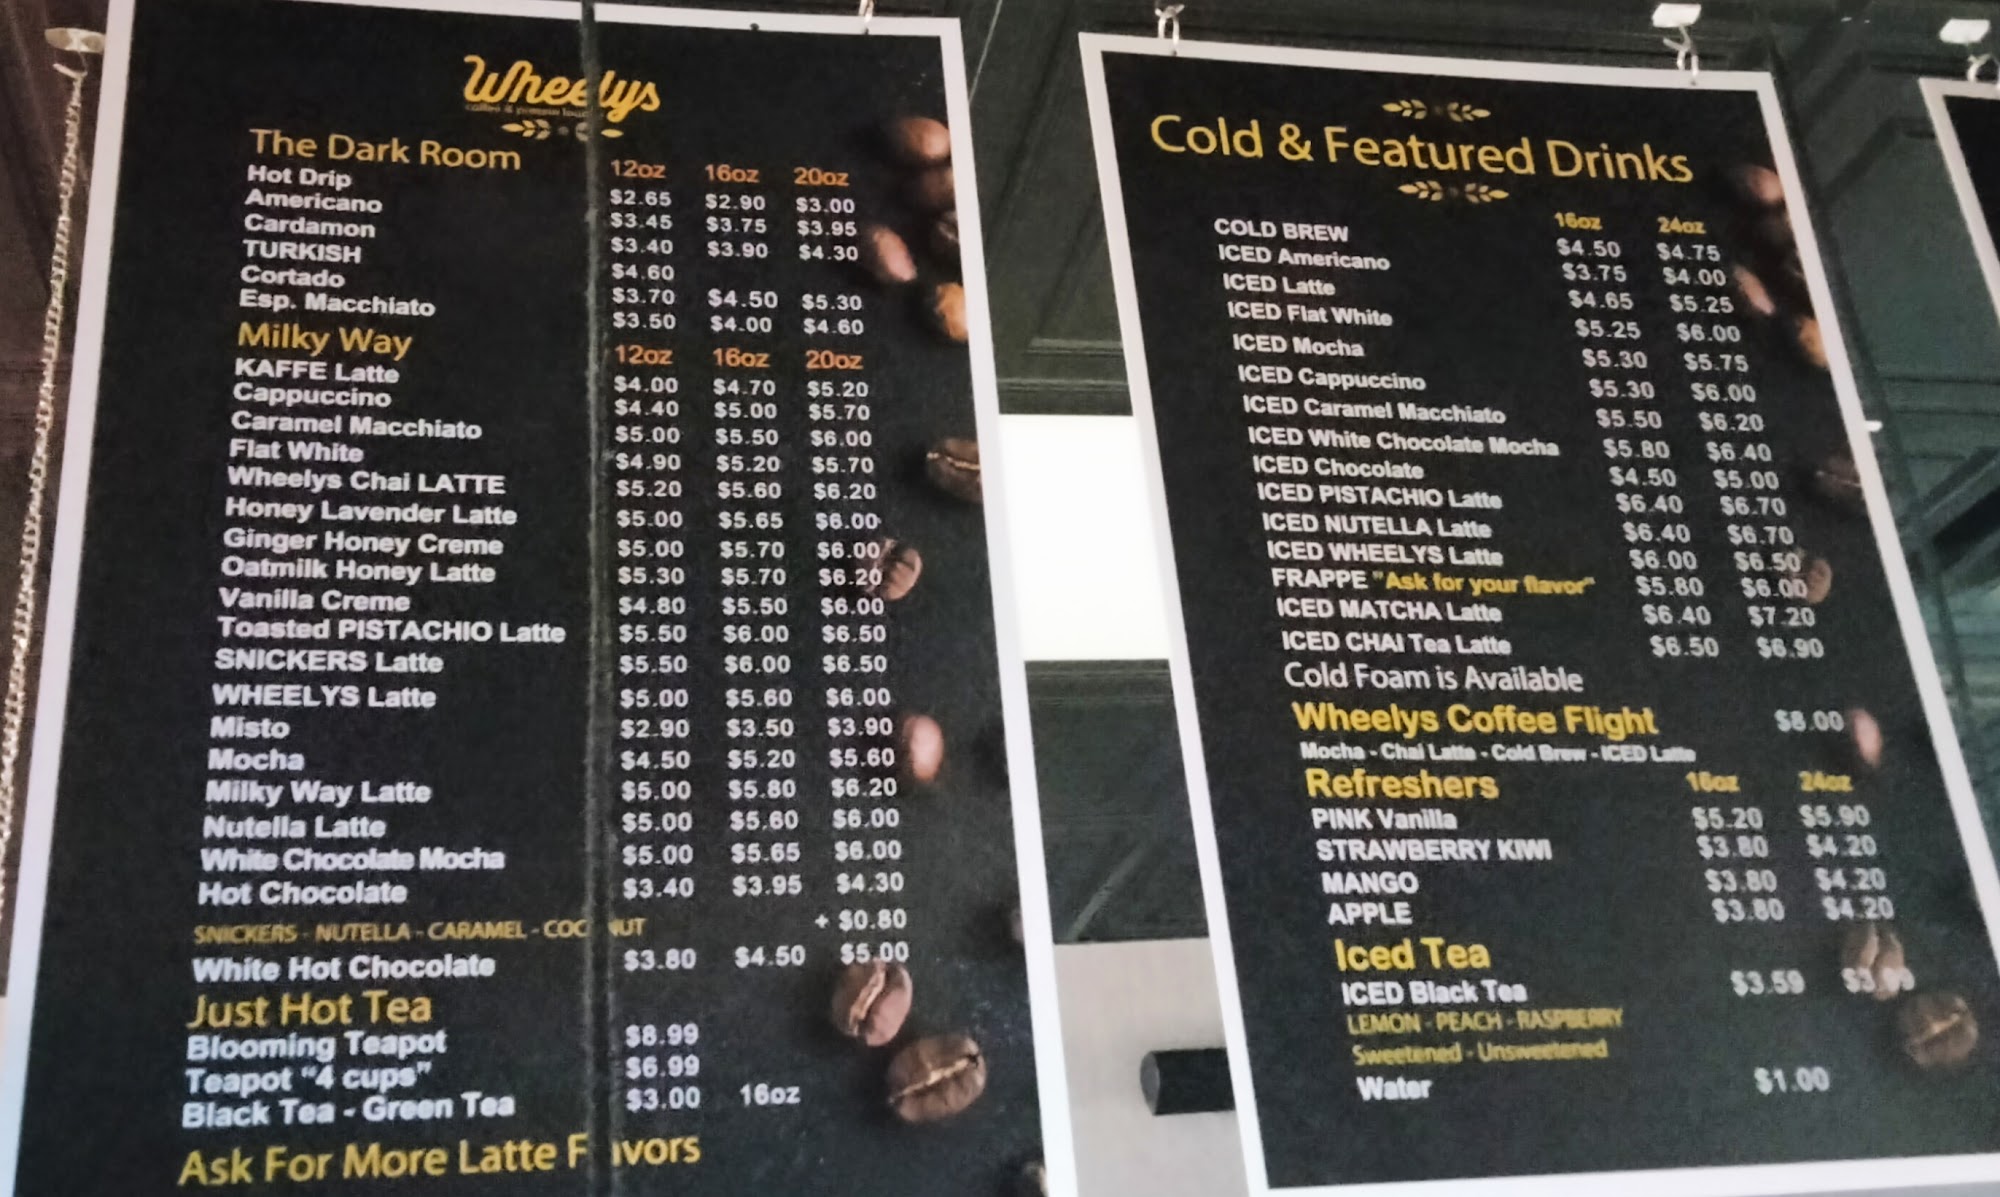 Wheelys
The Dark Room 12oz 16oz 20oz
Hot Drip $2.65 $2.90 $3.00
Americano $3.45 $3.75 $3.95
Cardamon $3.40 $3.90 $4.30
TURKISH $4.60
Cortado $3.70 $4.50 $5.30
Esp. Macchiato $3.50 $4.00 $4.60
Milky Way 12oz 16oz 20oz
KAFFE Latte $4.00 $4.70 $5.20
Cappuccino $4.40 $5.00 $5.70
Caramel Macchiato $5.00 $5.50 $6.00
Flat White $4.90 $5.20 $5.70
Wheelys Chai LATTE $5.20 $5.60 $6.20
Honey Lavender Latte $5.00 $5.65 $6.00
Ginger Honey Creme $5.00 $5.70 $6.00
Oatmilk Honey Latte $5.30 $5.70 $6.20
Vanilla Creme $4.80 $5.50 $6.00
Toasted PISTACHIO Latte $5.50 $6.00 $6.50
SNICKERS Latte $5.50 $6.00 $6.50
WHEELYS Latte $5.00 $5.60 $6.00
Misto $2.90 $3.50 $3.90
Mocha $4.50 $5.20 $5.60
Milky Way Latte $5.00 $5.80 $6.20
Nutella Latte $5.00 $5.60 $6.00
White Chocolate Mocha $5.00 $5.65 $6.00
Hot Chocolate $3.40 $3.95 $4.30
SNICKERS - NUTELLA - CARAMEL - COCONUT + $0.80
White Hot Chocolate $3.80 $4.50 $5.00
Just Hot Tea
Blooming Teapot $8.99
Teapot "4 cups" $6.99
Black Tea - Green Tea $3.00 16oz
Ask For More Latte Flavors
Cold & Featured Drinks
16oz 24oz
COLD BREW $4.50 $4.75
ICED Americano $3.75 $4.00
ICED Latte $4.65 $5.25
ICED Flat White $5.25 $6.00
ICED Mocha $5.30 $5.75
ICED Cappuccino $5.30 $6.00
ICED Caramel Macchiato $5.50 $6.20
ICED White Chocolate Mocha $5.80 $6.40
ICED Chocolate $4.50 $5.00
ICED PISTACHIO Latte $6.40 $6.70
ICED NUTELLA Latte $6.40 $6.70
ICED WHEELYS Latte $6.00 $6.50
FRAPPE "Ask for your flavor" $5.80 $6.00
ICED MATCHA Latte $6.40 $7.20
ICED CHAI Tea Latte $6.50 $6.90
Cold Foam is Available
Wheelys Coffee Flight $8.00
Mocha - Chai Latte - Cold Brew - ICED Latte
Refreshers 16oz 24oz
PINK Vanilla $5.20 $5.90
STRAWBERRY KIWI $3.80 $4.20
MANGO $3.80 $4.20
APPLE $3.80 $4.20
Iced Tea
ICED Black Tea $3.59
LEMON - PEACH - RASPBERRY
Sweetened - Unsweetened
Water $1.00